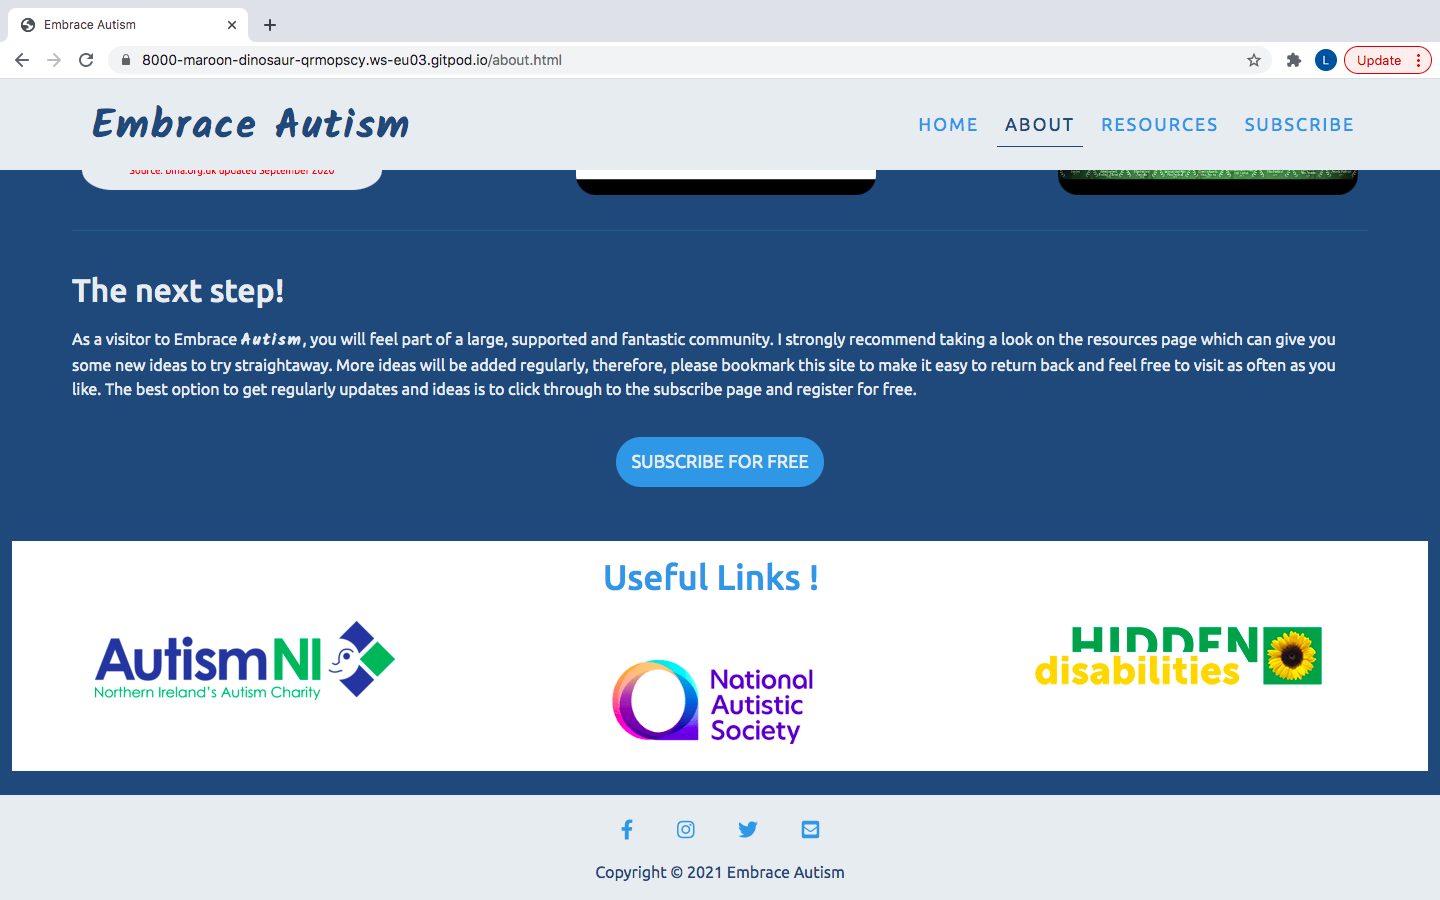 Embrace Autism
8000-maroon-dinosaur-qrmopscy.ws-eu03.gitpod.io/about.html
L
Update
Embrace Autism
HOME
ABOUT
RESOURCES
SUBSCRIBE
Source: bma.org.uk updated September 2020
The next step!
As a visitor to Embrace Autism, you will feel part of a large, supported and fantastic community. I strongly recommend taking a look on the resources page which can give you
some new ideas to try straightaway. More ideas will be added regularly, therefore, please bookmark this site to make it easy to return back and feel free to visit as often as you
like. The best option to get regularly updates and ideas is to click through to the subscribe page and register for free.
SUBSCRIBE FOR FREE
Useful Links !
AutismNI
Northern Ireland's Autism Charity
National
Autistic
Society
HIDDEN
disabilities
Copyright © 2021 Embrace Autism